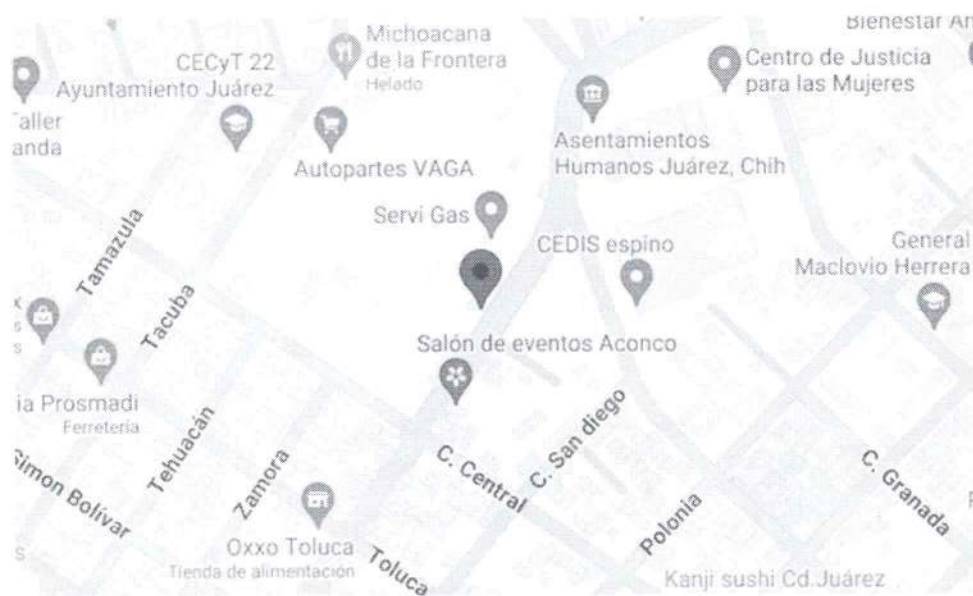 Bienestar
Michoacana
de la Frontera
Helado
CECyT 22
Ayuntamiento Juárez
Centro de Justicia
para las Mujeres
Autopartes VAGA
Asentamientos
Humanos Juárez, Chih
Servi Gas
CEDIS espino
General
Maclovio Herrera
Tamazula
Tacuba
Salón de eventos Aconco
ia Prosmadi
Ferretería
Tehuacán
Zamora
Simon Bolívar
C. Central
C. San diego
Polonia
C. Granada
Oxxo Toluca
Tienda de alimentación
Toluca
Kanji sushi Cd.Juárez